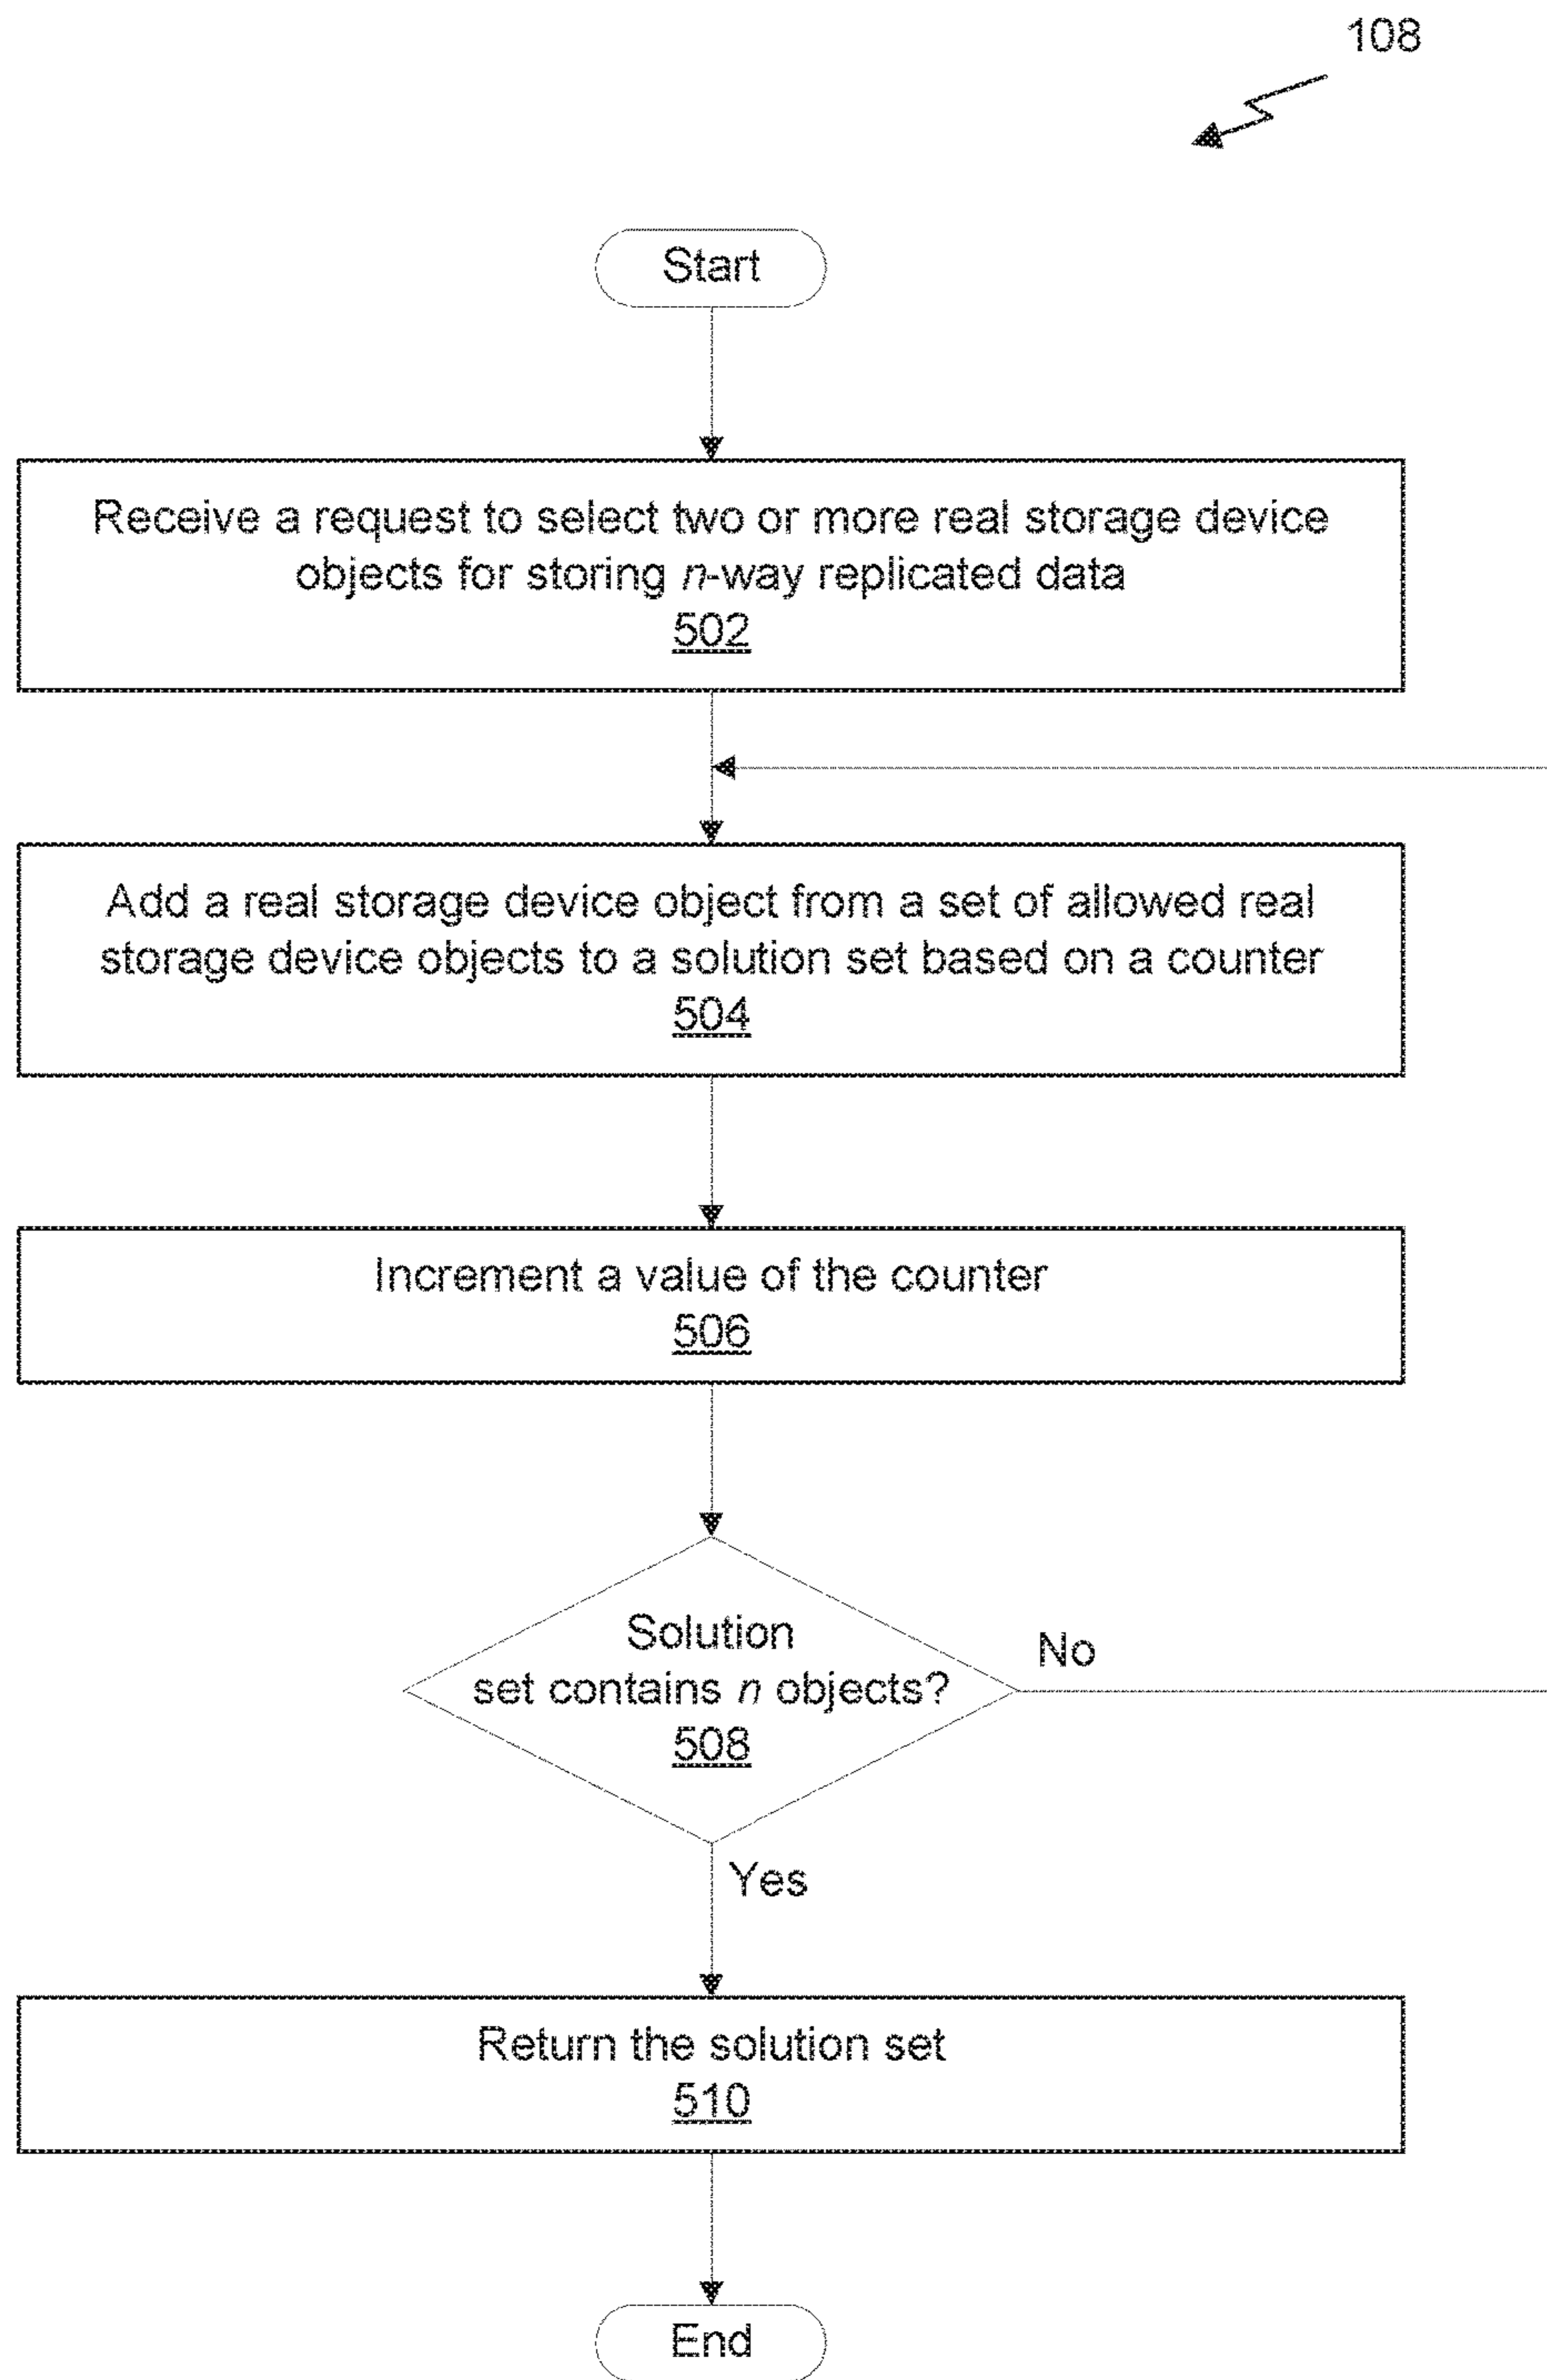 108
Start
Receive a request to select two or more real storage device
objects for storing n-way replicated data
502
Add a real storage device object from a set of allowed real
storage device objects to a solution set based on a counter
504
Increment a value of the counter
506
Solution
set contains n objects?
508
No
Yes
Return the solution set
510
End